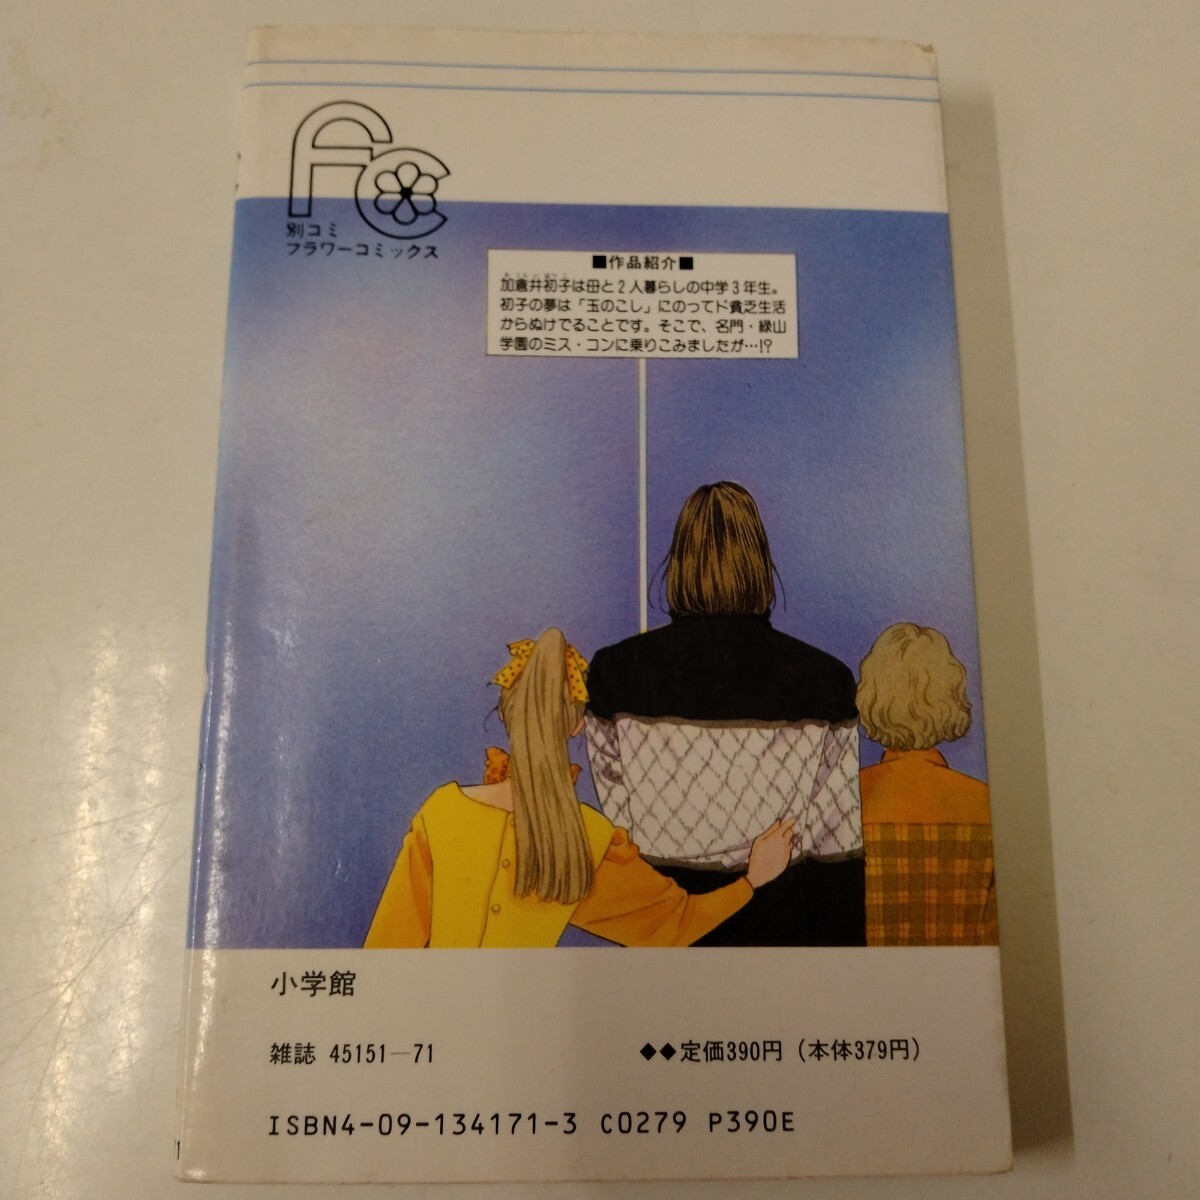 FC
別コミ
フラワーコミックス
■作品紹介■
加倉井初子は母と2人暮らしの中学3年生。
初子の夢は「玉のこし」にのってド貧乏生活
からぬけでることです。そこで、名門・緑山
学園のミス・コンに乗りこみましたが…!?
小学館
雑誌 45151―71
◆◆定価390円（本体379円）
ISBN4-09-134171-3 C0279 P390E